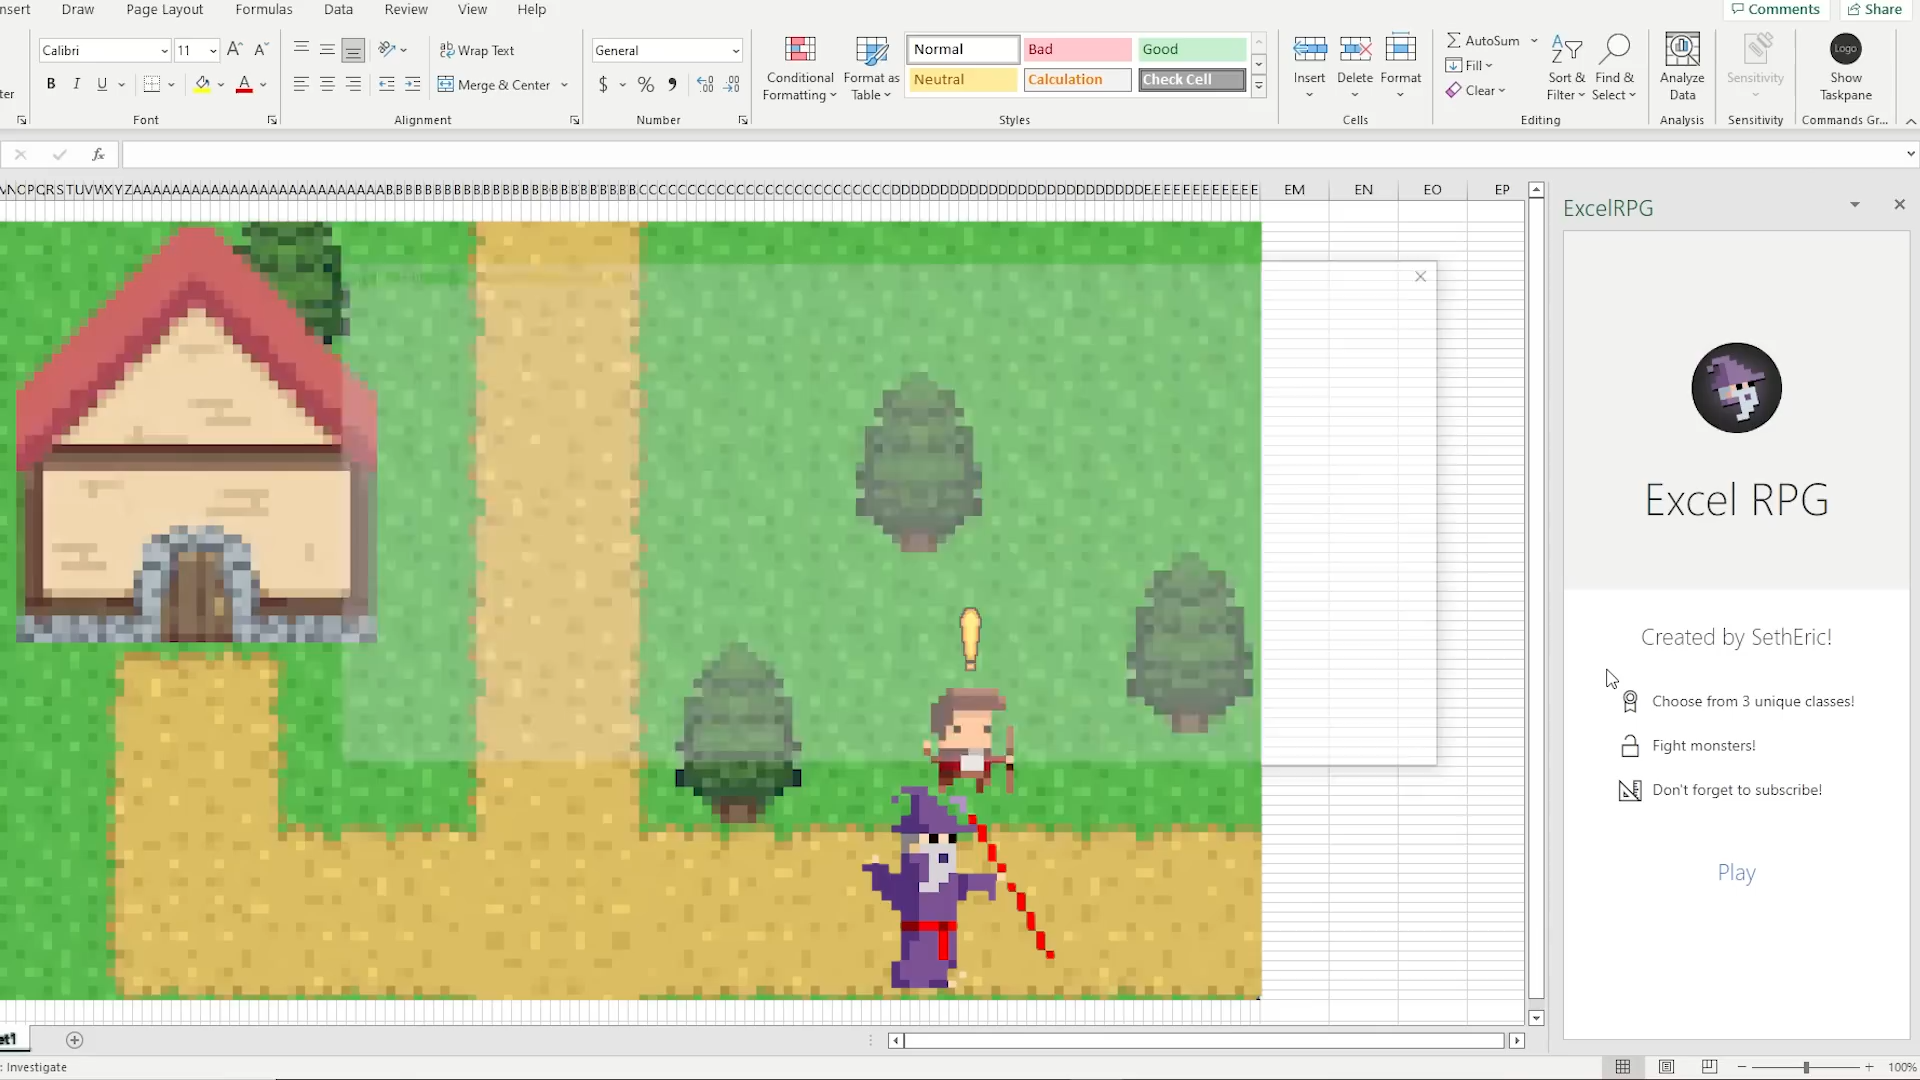 nsert Draw Page Layout Formulas Data Review View Help Comments Share
Calibri 11 Wrap Text General Normal Bad Good AutoSum Logo
Conditional Formatting Format as Table Insert Delete Format Fill Sort & Filter Find & Select Analyze Data Sensitivity Show Taskpane
B I U Merge & Center $ % Neutral Calculation Check Cell Clear
ter Font Alignment Number Styles Cells Editing Analysis Sensitivity Commands Gr...
fx
EM EN EO EP
ExcelRPG
Excel RPG
Created by SethEric!
Choose from 3 unique classes!
Fight monsters!
Don't forget to subscribe!
Play
et1
: Investigate
100%